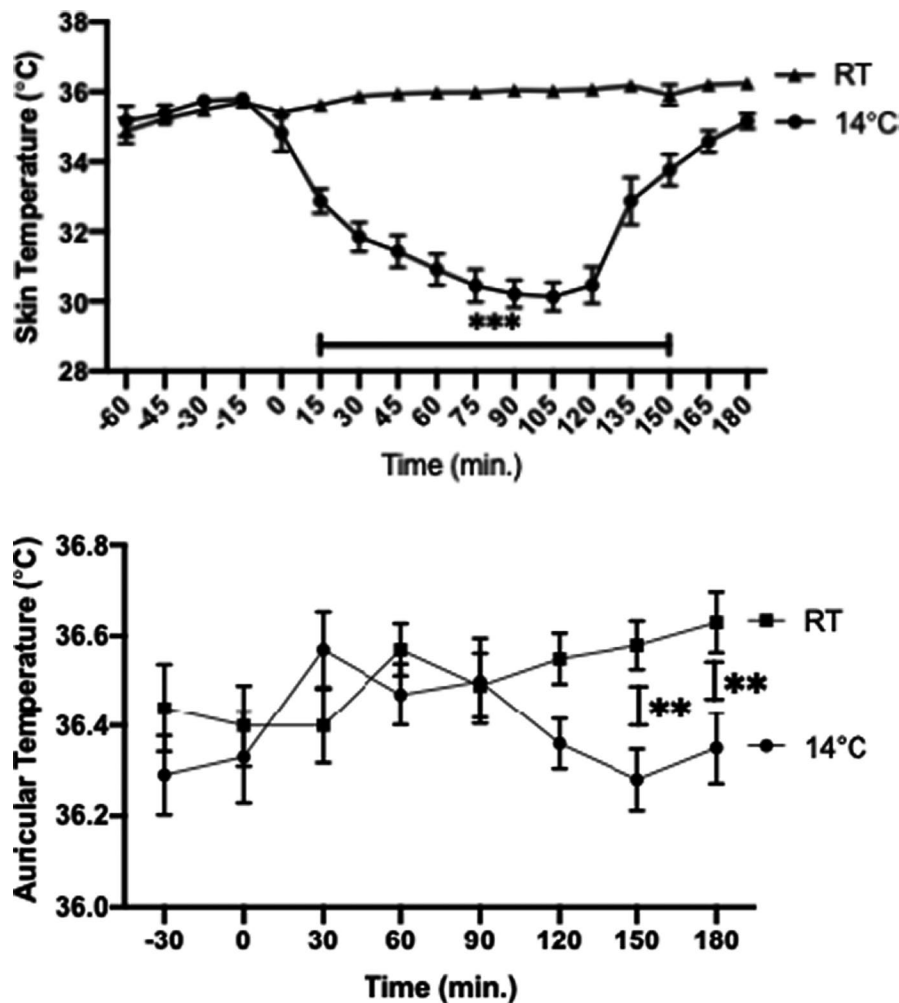 38
36
34
32
30
28
Skin Temperature (°C)
RT
14°C
***
-60 -45 -30 -15 0 15 30 45 60 75 90 105 120 135 150 165 180
Time (min.)
36.8
36.6
36.4
36.2
36.0
Auricular Temperature (°C)
RT
**
**
14°C
-30 0 30 60 90 120 150 180
Time (min.)